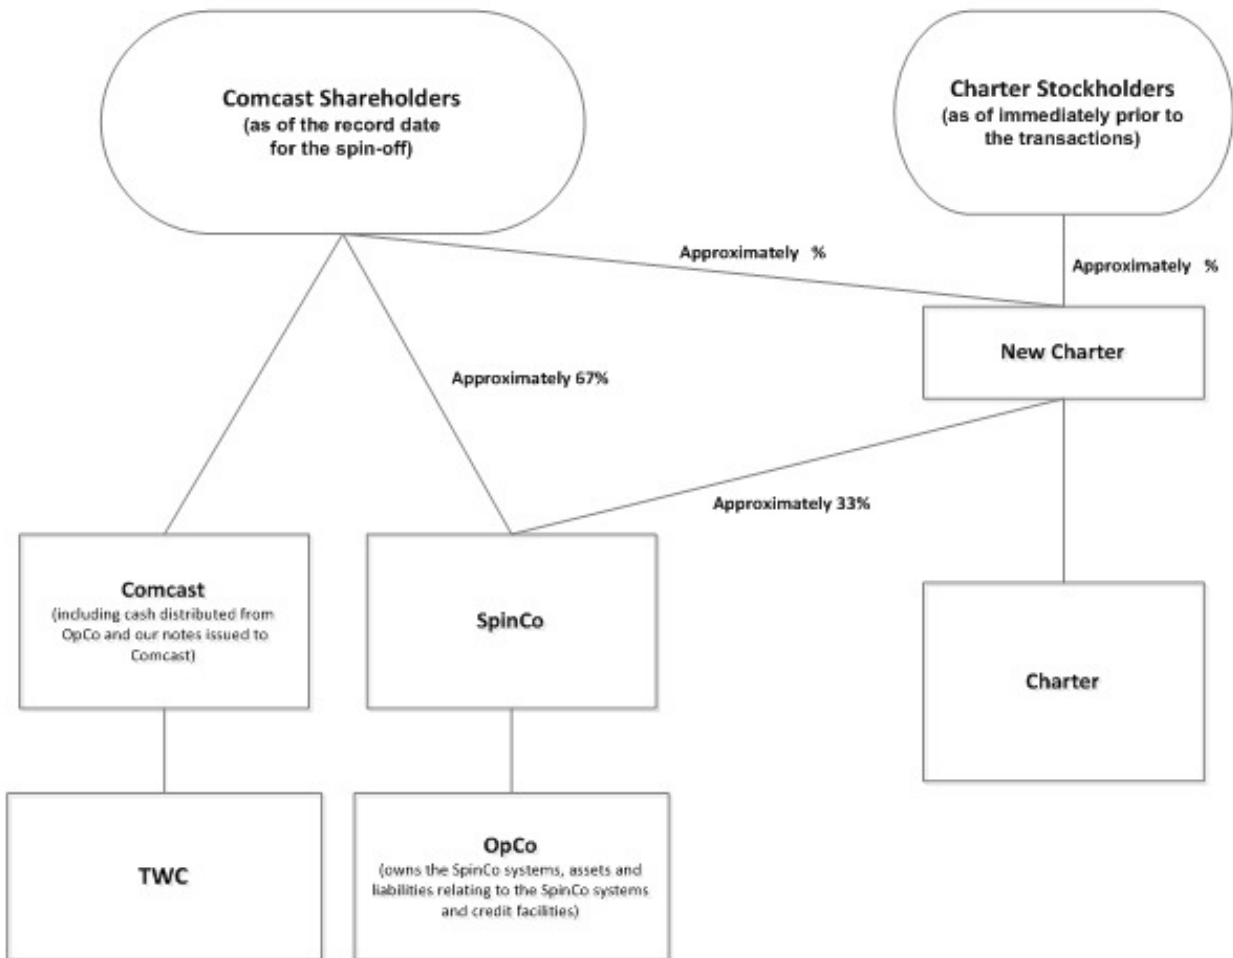 Comcast Shareholders
(as of the record date
for the spin-off)
Charter Stockholders
(as of immediately prior to
the transactions)
Approximately %
Approximately %
New Charter
Approximately 67%
Approximately 33%
Comcast
(including cash distributed from
OpCo and our notes issued to
Comcast)
SpinCo
Charter
TWC
OpCo
(owns the SpinCo systems, assets and
liabilities relating to the SpinCo systems
and credit facilities)